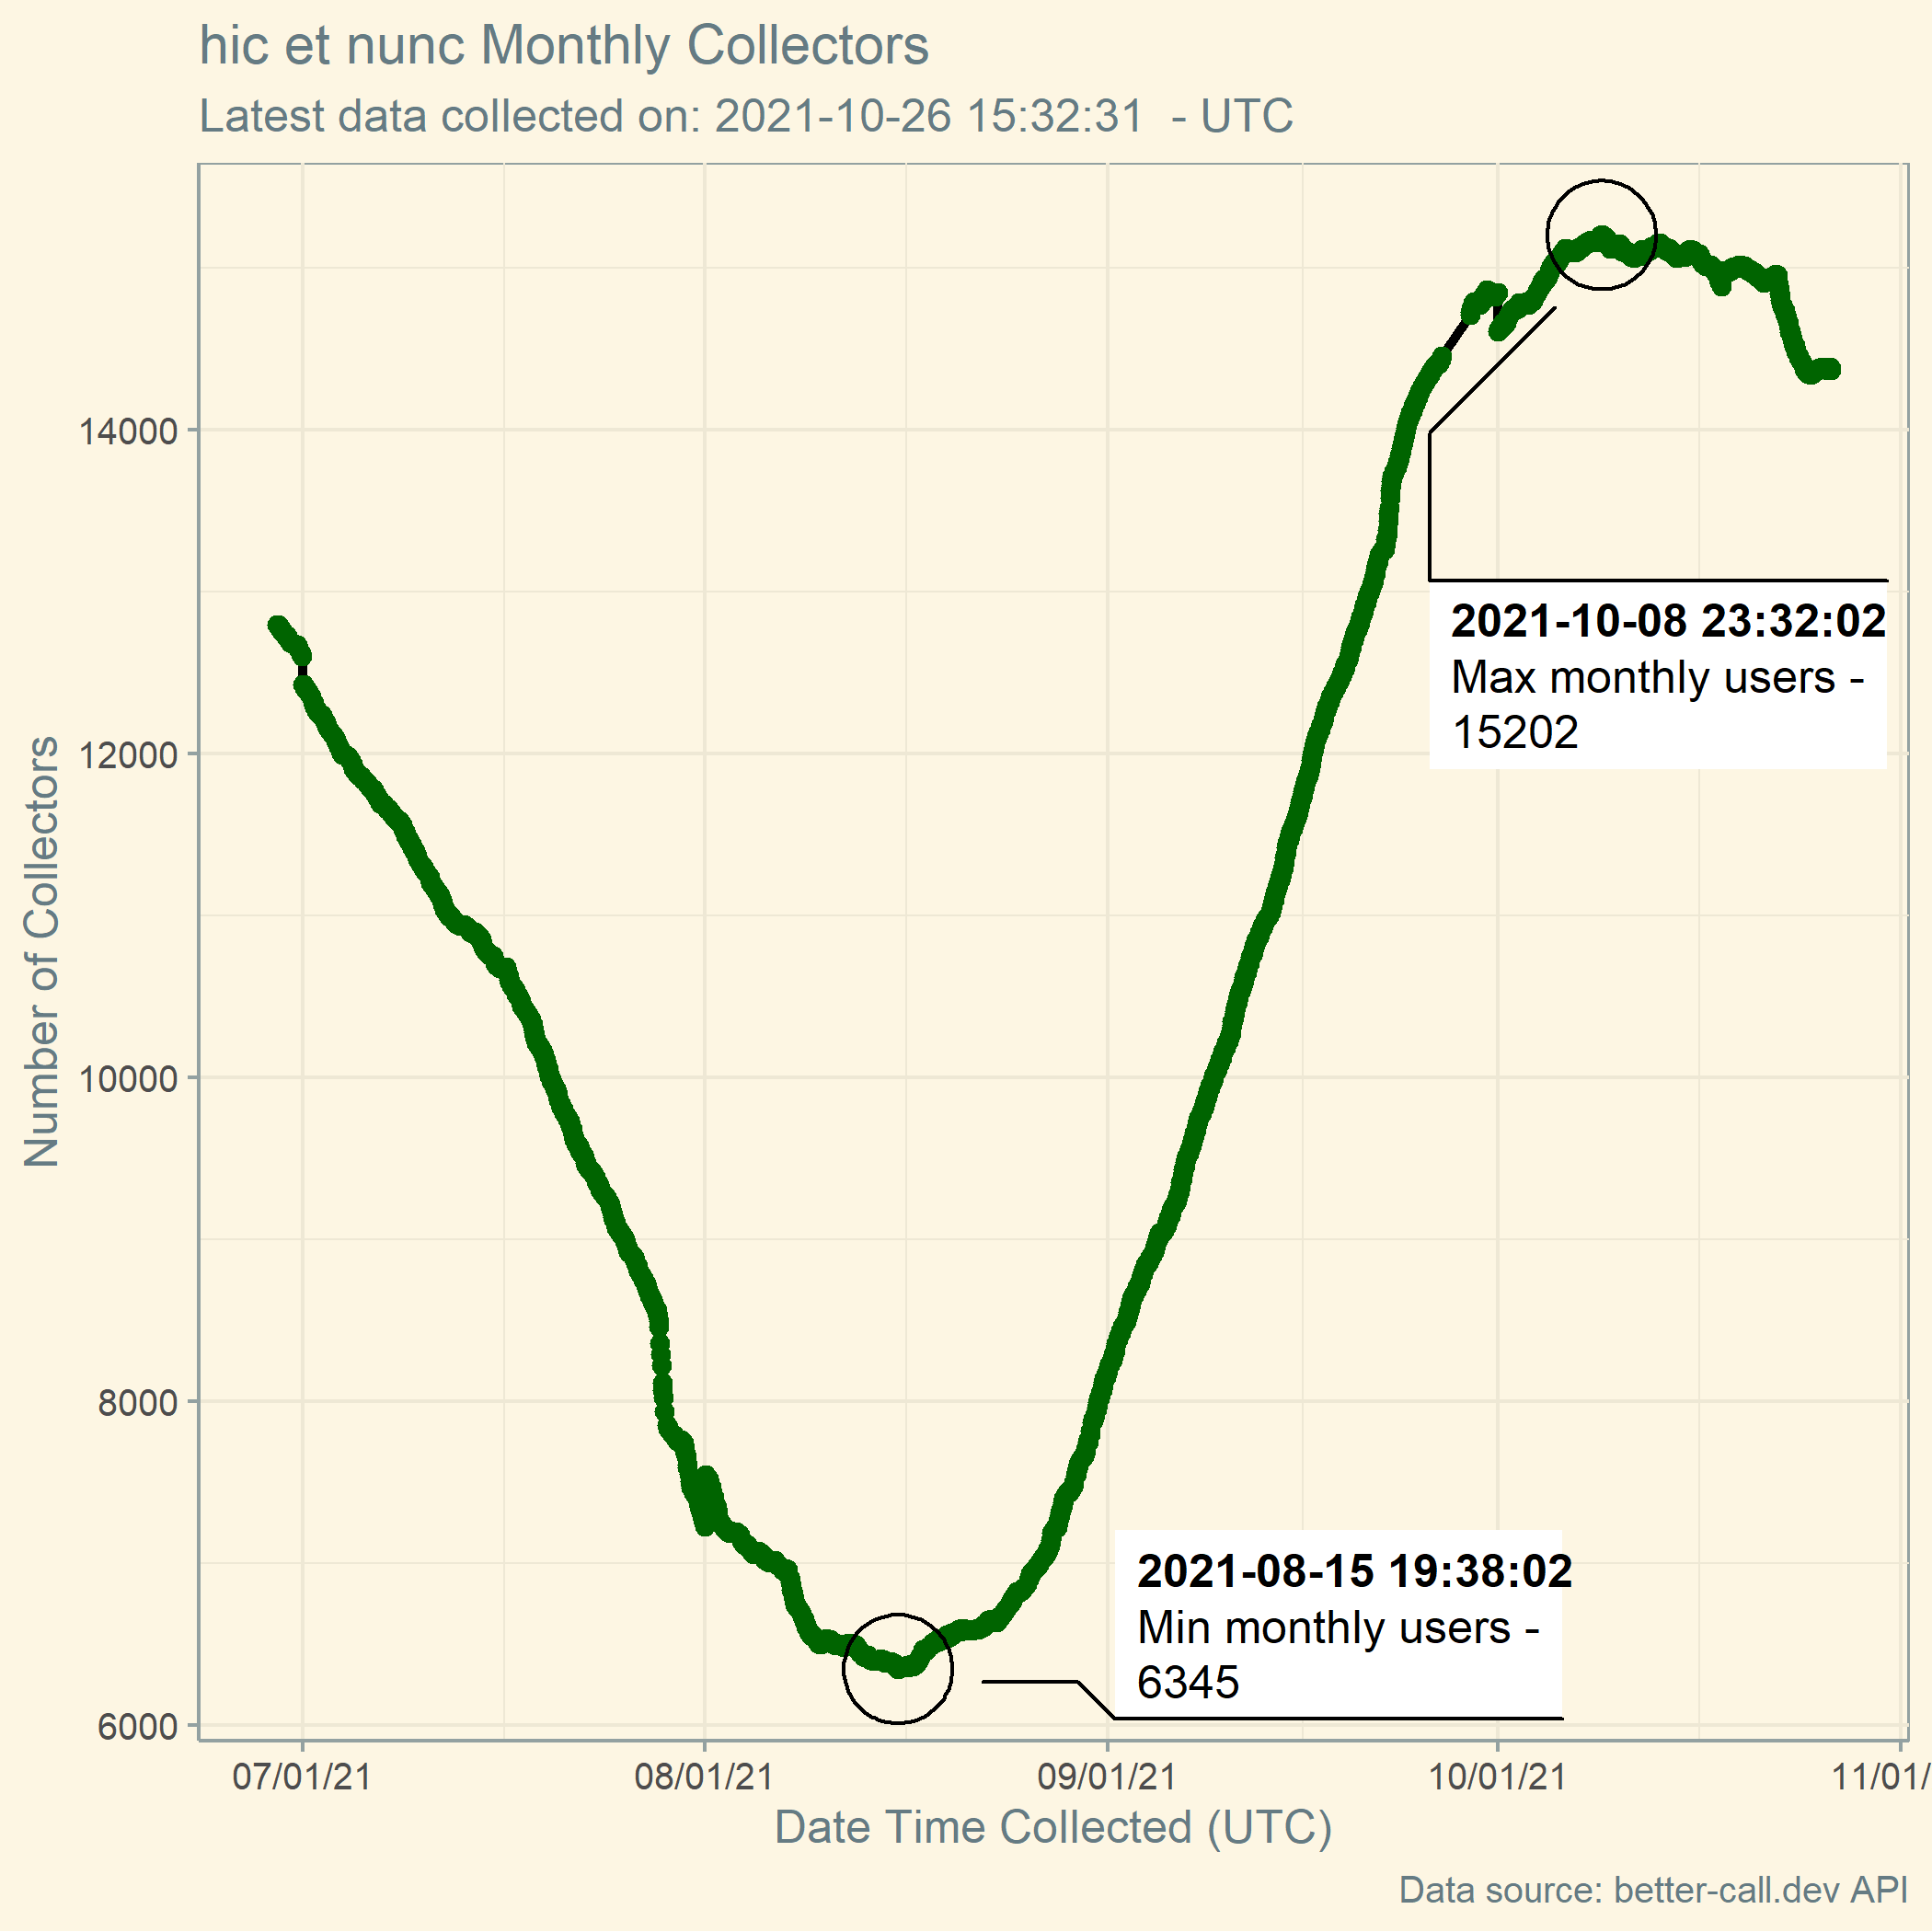 hic et nunc Monthly Collectors
Latest data collected on: 2021-10-26 15:32:31  - UTC
Number of Collectors
14000
12000
10000
8000
6000
2021-10-08 23:32:02
Max monthly users -
15202
2021-08-15 19:38:02
Min monthly users -
6345
07/01/21
08/01/21
09/01/21
10/01/21
11/01/
Date Time Collected (UTC)
Data source: better-call.dev API